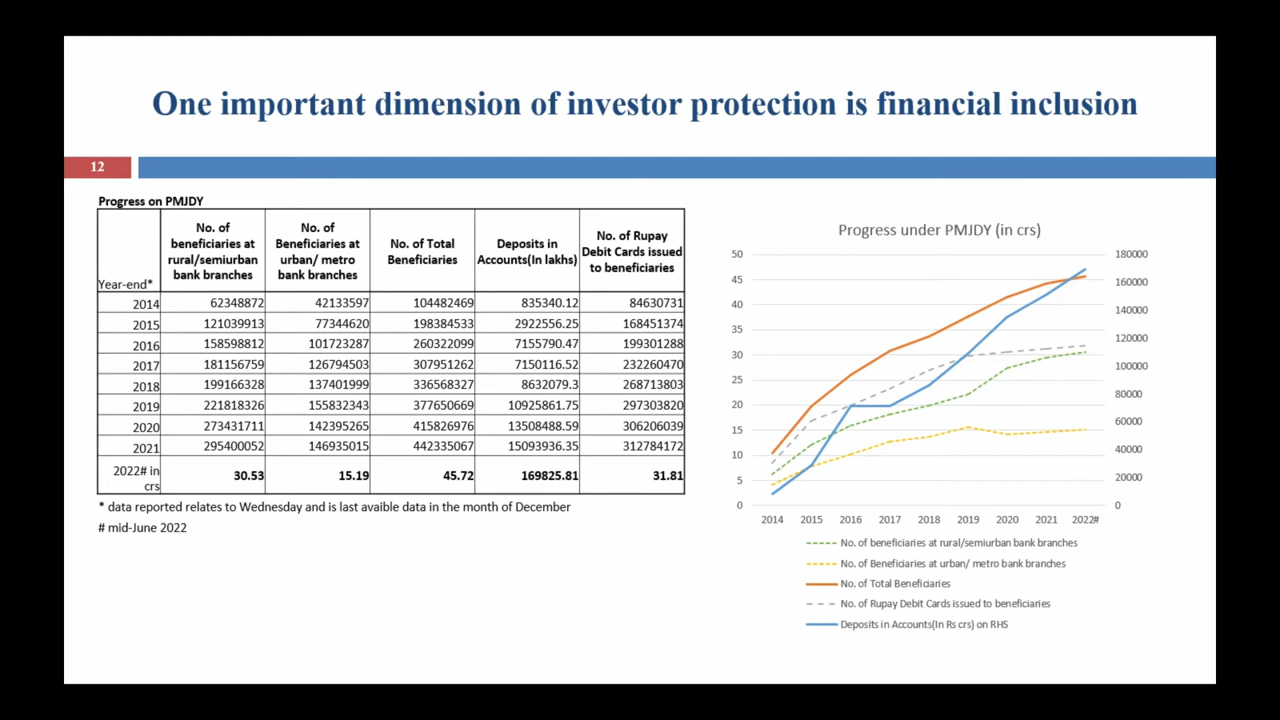 One important dimension of investor protection is financial inclusion
12
Progress on PMJDY
Year-end* No. of beneficiaries at rural/semiurban bank branches No. of Beneficiaries at urban/ metro bank branches No. of Total Beneficiaries Deposits in Accounts(In lakhs) No. of Rupay Debit Cards issued to beneficiaries
2014 62348872 42133597 104482469 835340.12 84630731
2015 121039913 77344620 198384533 2922556.25 168451374
2016 158598812 101723287 260322099 7155790.47 199301288
2017 181156759 126794503 307951262 7150116.52 232260470
2018 199166328 137401999 336568327 8632079.3 268713803
2019 221818326 155832343 377650669 10925861.75 297303820
2020 273431711 142395265 415826976 13508488.59 306206039
2021 295400052 146935015 442335067 15093936.35 312784172
2022# in crs 30.53 15.19 45.72 169825.81 31.81
* data reported relates to Wednesday and is last avaible data in the month of December
# mid-June 2022
Progress under PMJDY (in crs)
50 180000
45 160000
40 140000
35 120000
30 100000
25 80000
20 60000
15 40000
10 20000
5 0
0
2014 2015 2016 2017 2018 2019 2020 2021 2022#
No. of beneficiaries at rural/semiurban bank branches
No. of Beneficiaries at urban/ metro bank branches
No. of Total Beneficiaries
No. of Rupay Debit Cards issued to beneficiaries
Deposits in Accounts(In Rs crs) on RHS